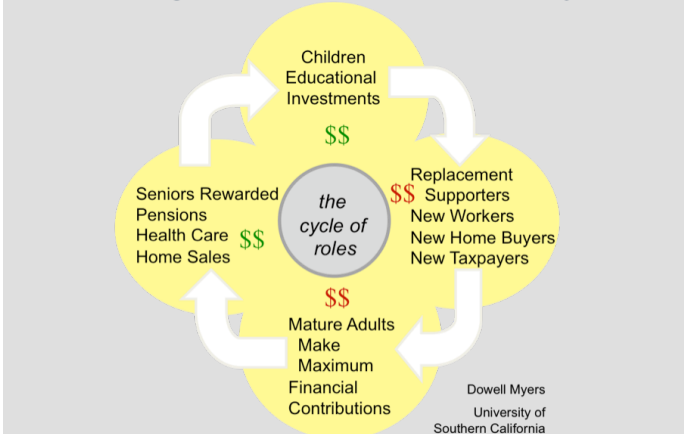 Children
Educational
Investments
$$
Seniors Rewarded
Pensions
Health Care $$
Home Sales
the
cycle of
roles
Replacement
$$ Supporters
New Workers
New Home Buyers
New Taxpayers
$$
Mature Adults
Make
Maximum
Financial
Contributions
Dowell Myers
University of
Southern California